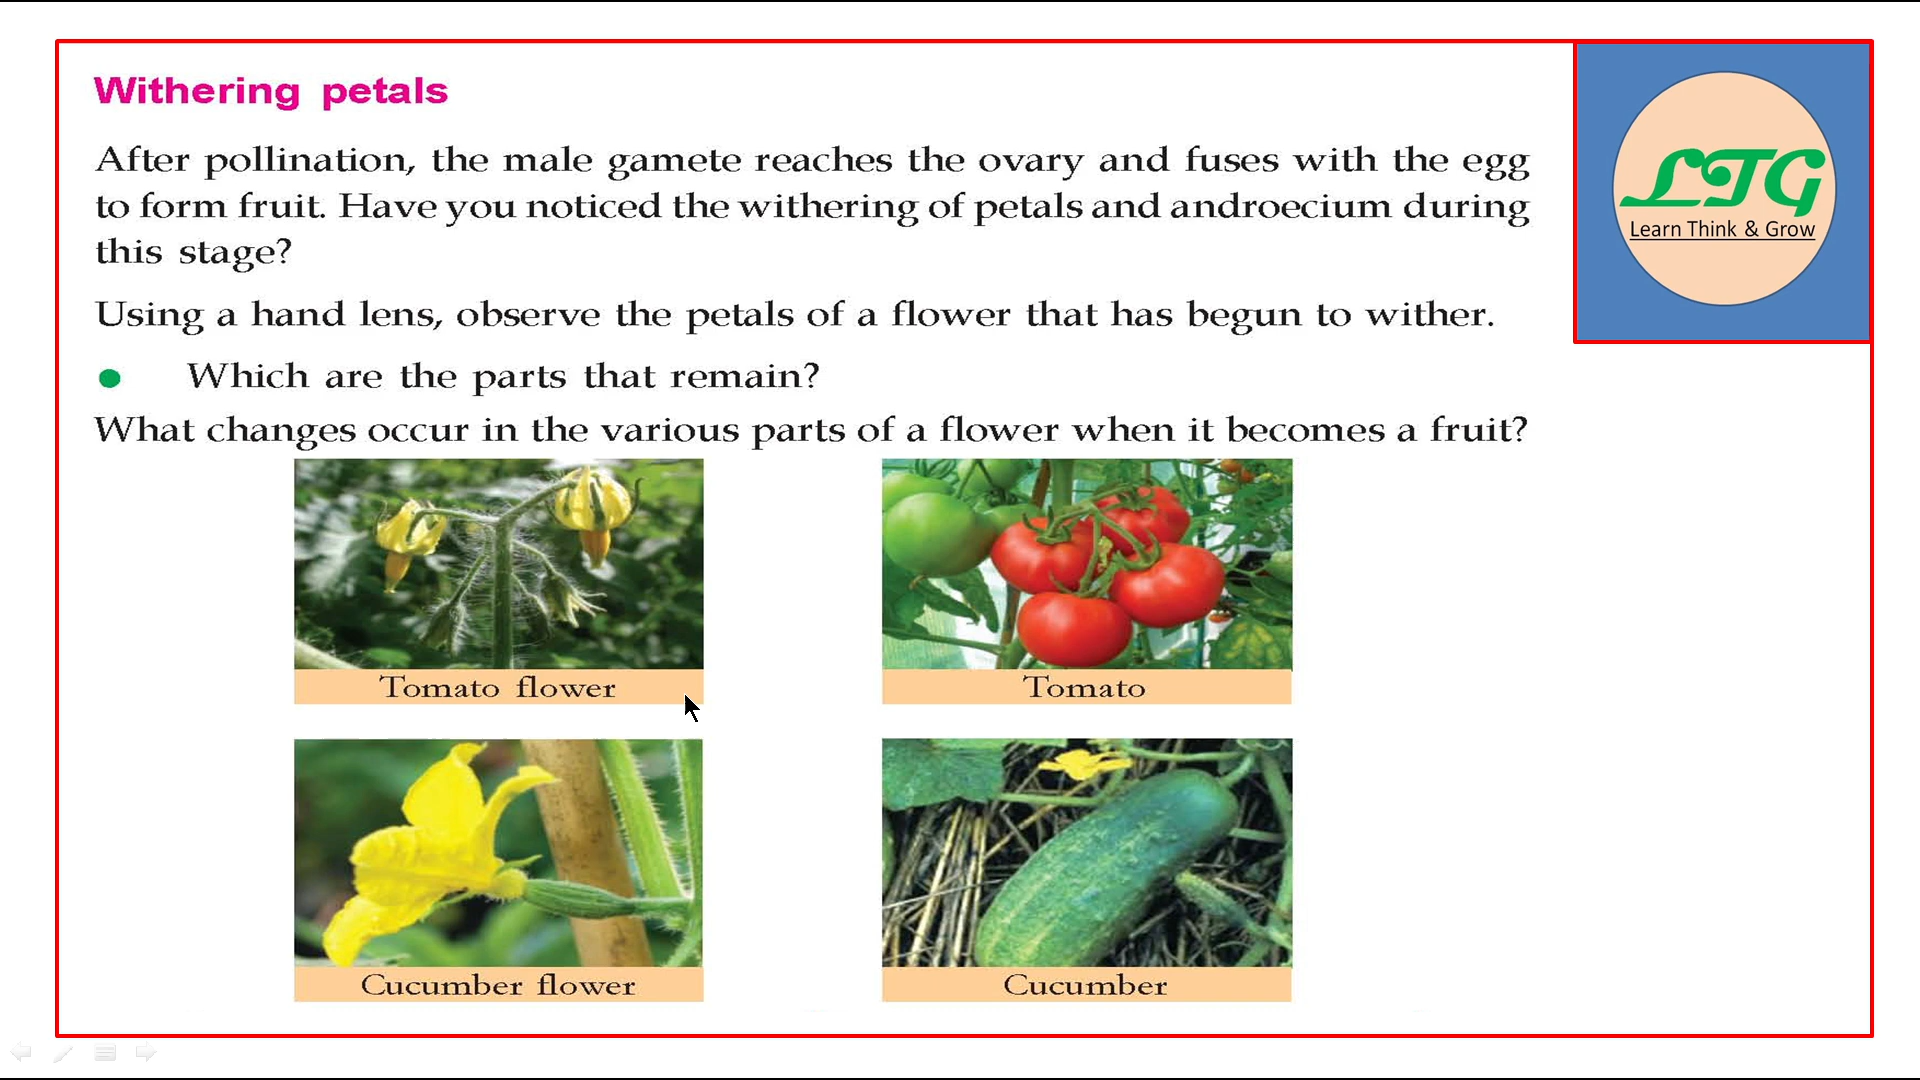 Withering petals
After pollination, the male gamete reaches the ovary and fuses with the egg
to form fruit. Have you noticed the withering of petals and androecium during
this stage?
Using a hand lens, observe the petals of a flower that has begun to wither.
● Which are the parts that remain?
What changes occur in the various parts of a flower when it becomes a fruit?
LTG
Learn Think & Grow
Tomato flower
Tomato
Cucumber flower
Cucumber